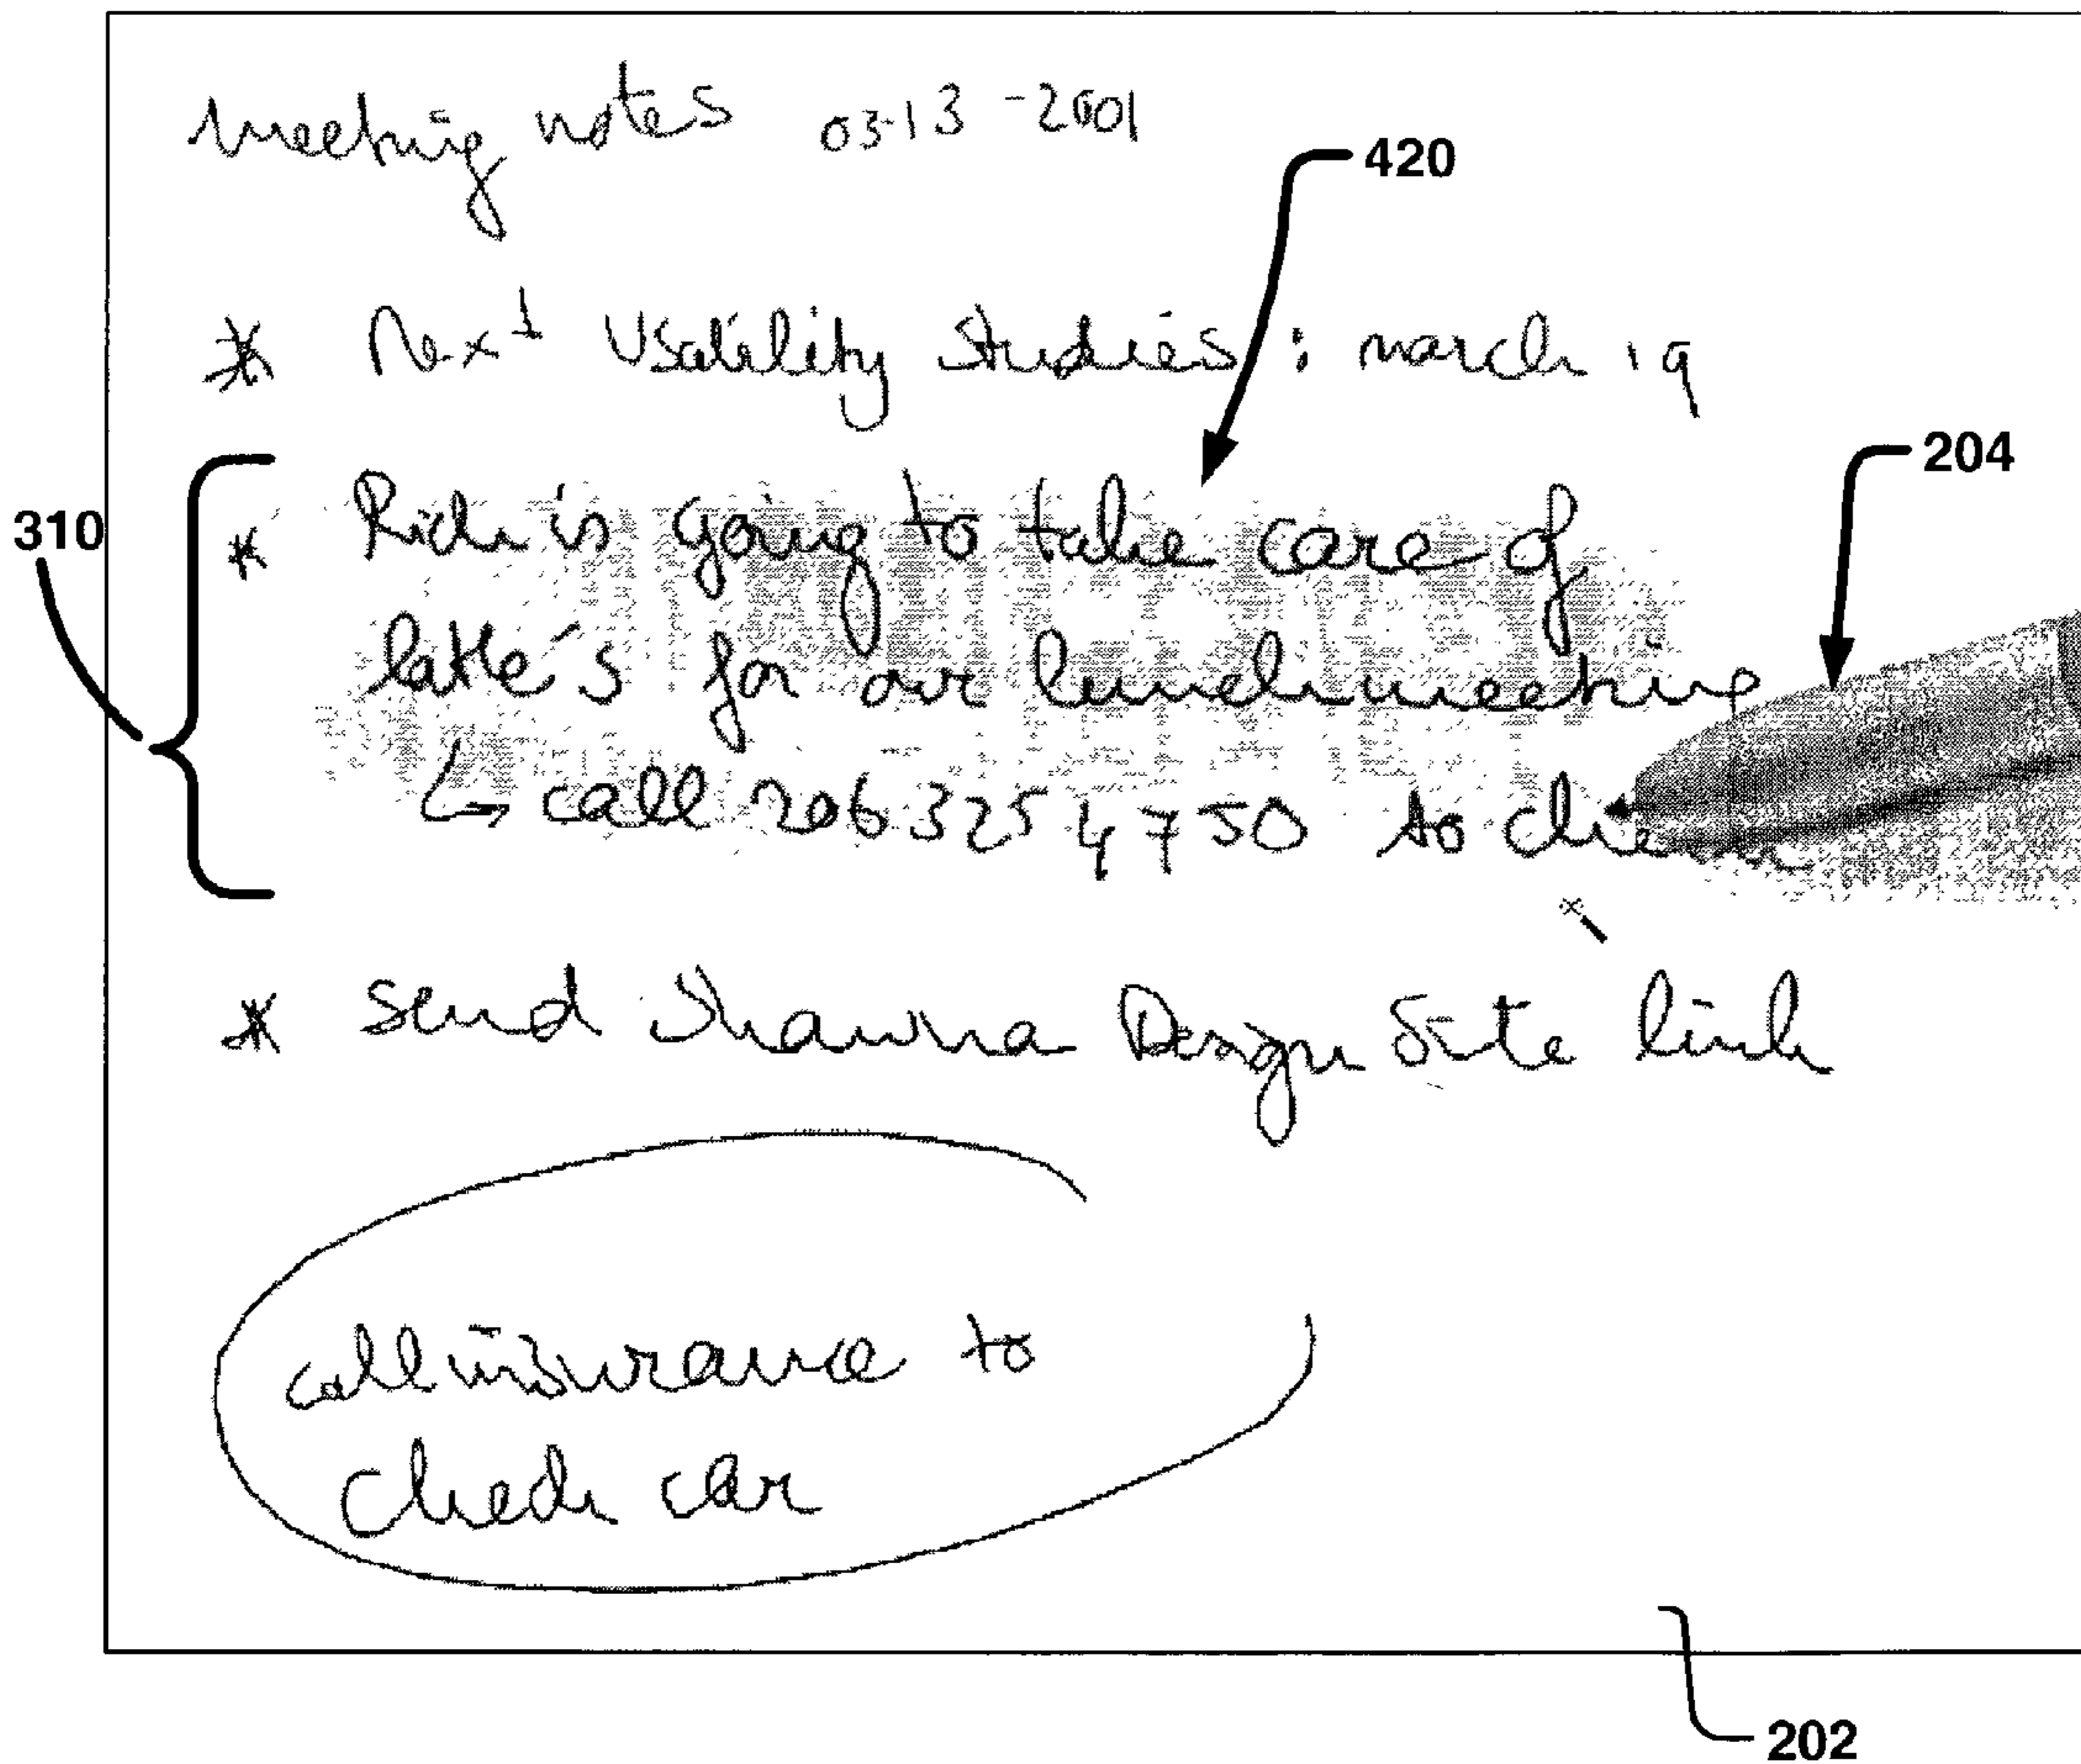 Meeting notes 03-13-2001
420
* Next Usability Studies : march 19
204
310
* Rich is going to take care of
latte's for our lunchmeeting
↳ call 206 325 4750 to
* Send Shawna Design Site link
call insurance to
check car
202